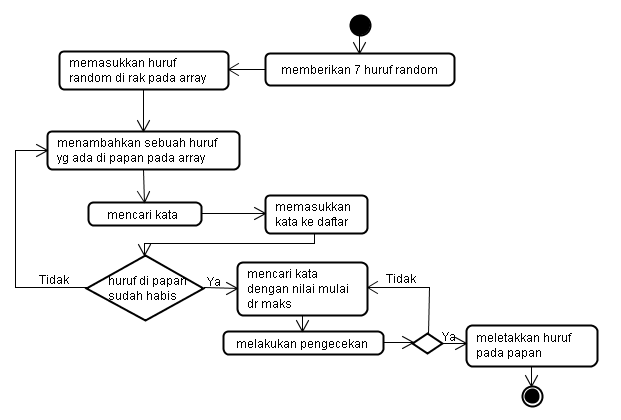 memberikan 7 huruf random
memasukkan huruf
random di rak pada array
menambahkan sebuah huruf
yg ada di papan pada array
mencari kata
memasukkan
kata ke daftar
huruf di papan
sudah habis
Tidak
Ya
mencari kata
dengan nilai mulai
dr maks
melakukan pengecekan
Tidak
Ya
meletakkan huruf
pada papan